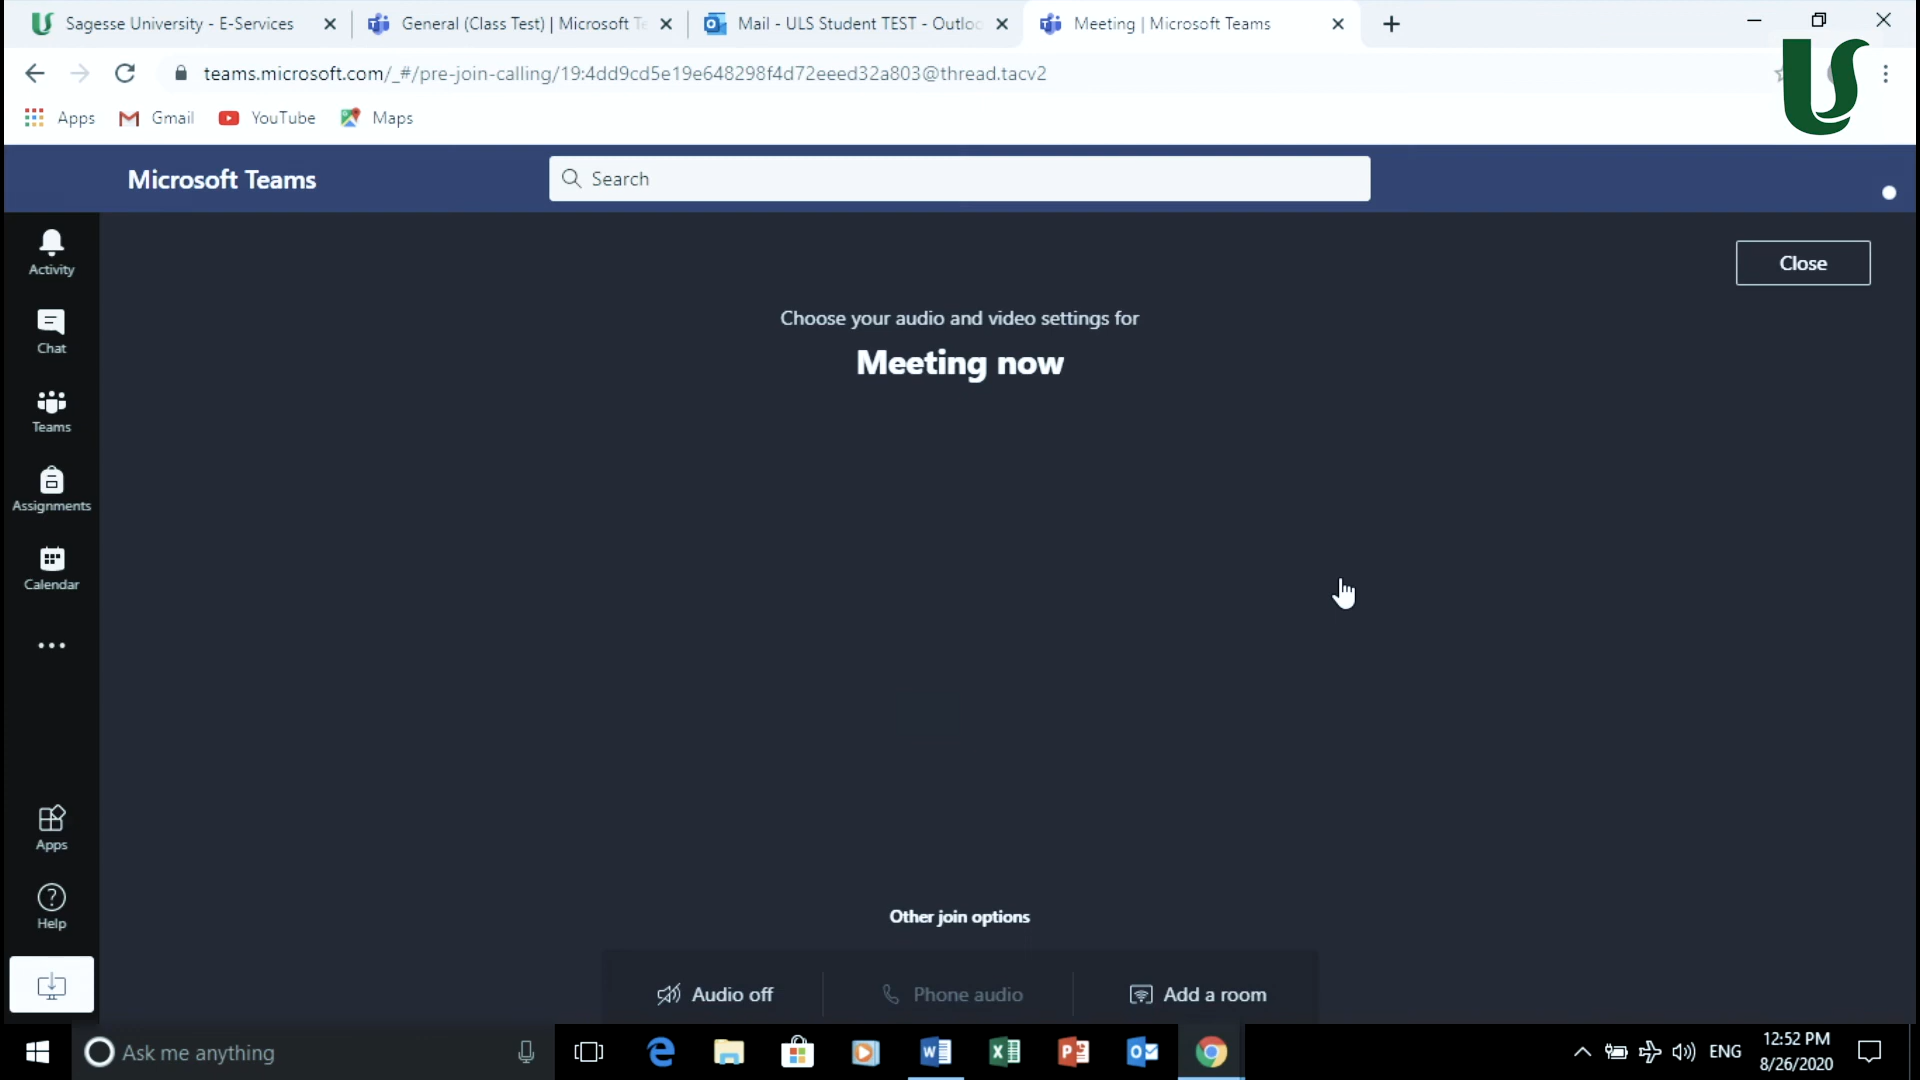 Sagesse University - E-Services
General (Class Test) | Microsoft Te
Mail - ULS Student TEST - Outloo
Meeting | Microsoft Teams
teams.microsoft.com/_#/pre-join-calling/19:4dd9cd5e19e648298f4d72eeed32a803@thread.tacv2
Apps
Gmail
YouTube
Maps
Microsoft Teams
Search
Activity
Chat
Teams
Assignments
Calendar
Apps
Help
Close
Choose your audio and video settings for
Meeting now
Other join options
Audio off
Phone audio
Add a room
Ask me anything
ENG
12:52 PM
8/26/2020